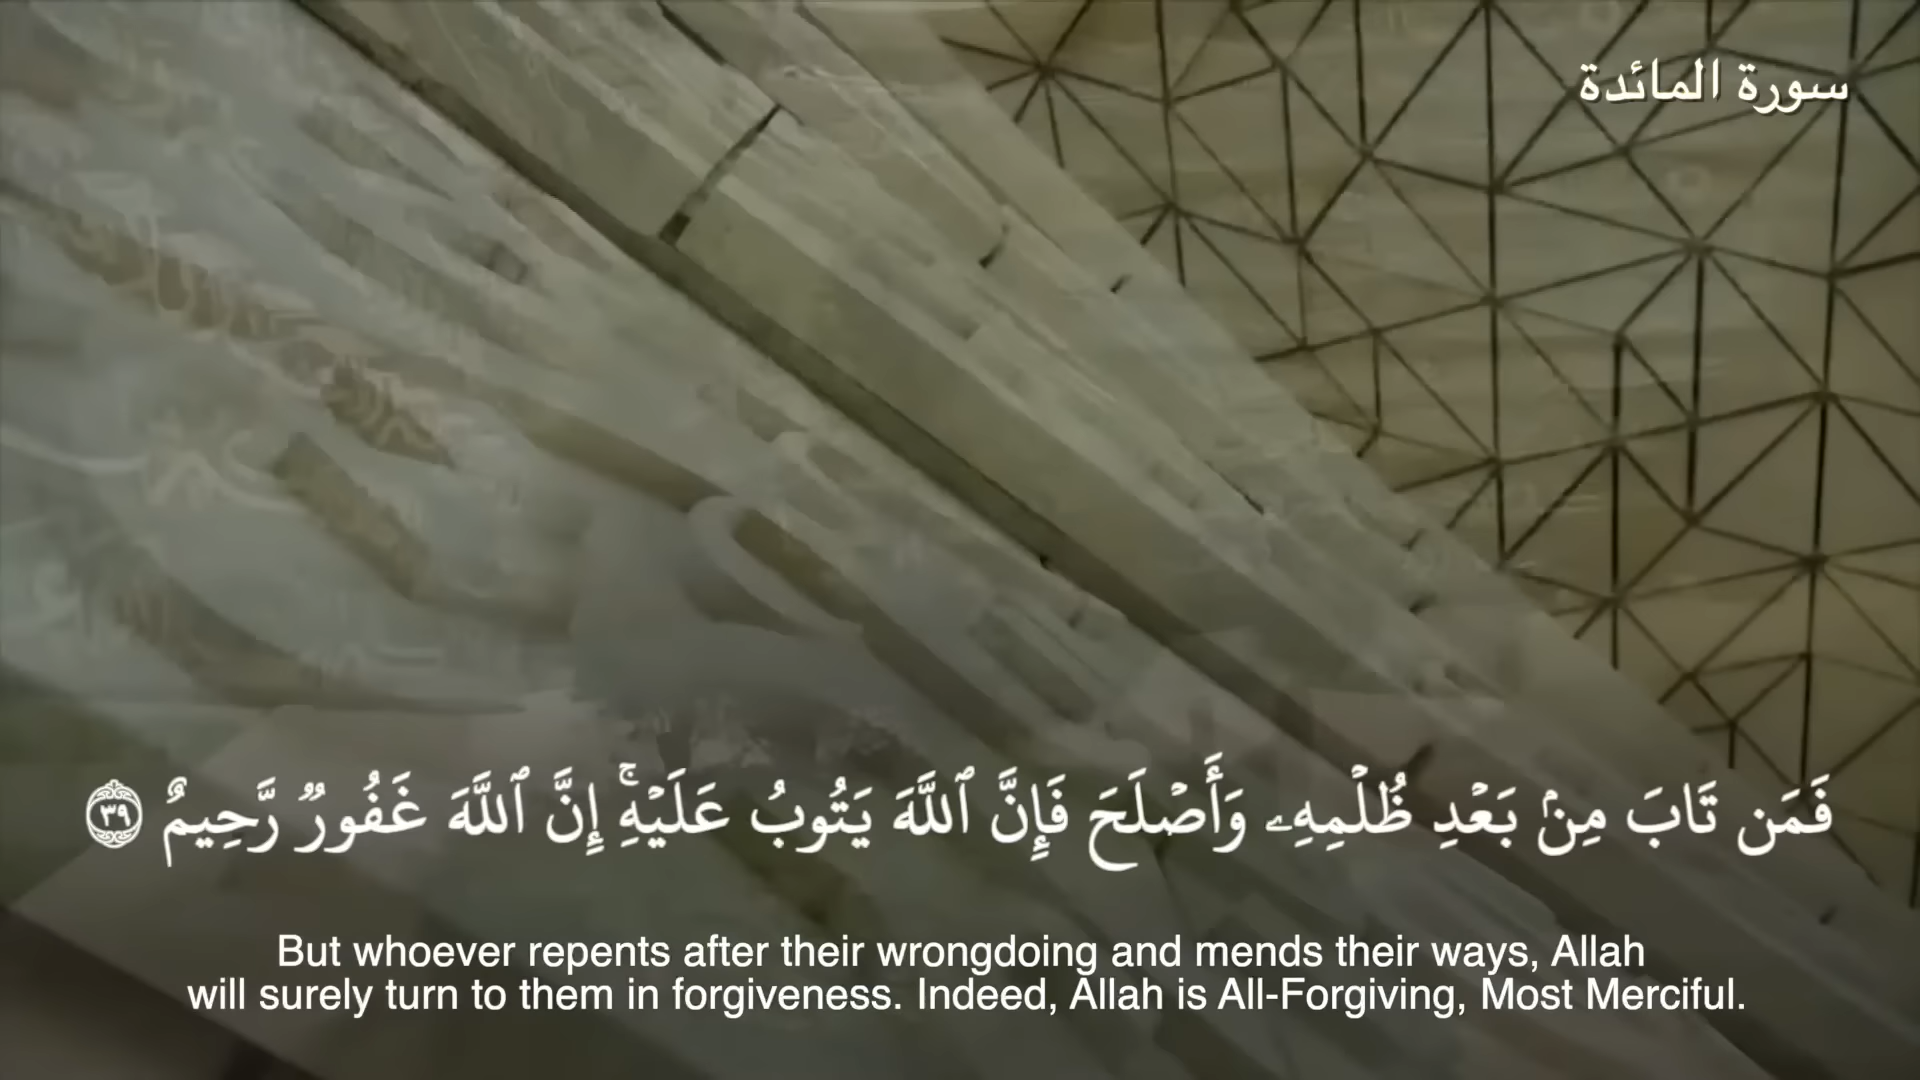 سورة المائدة
فَمَن تَابَ مِنۢ بَعْدِ ظُلْمِهِۦ وَأَصْلَحَ فَإِنَّ ٱللَّهَ يَتُوبُ عَلَيْهِۚ إِنَّ ٱللَّهَ غَفُورٌ رَّحِيمٌ ٣٩
But whoever repents after their wrongdoing and mends their ways, Allah
will surely turn to them in forgiveness. Indeed, Allah is All-Forgiving, Most Merciful.